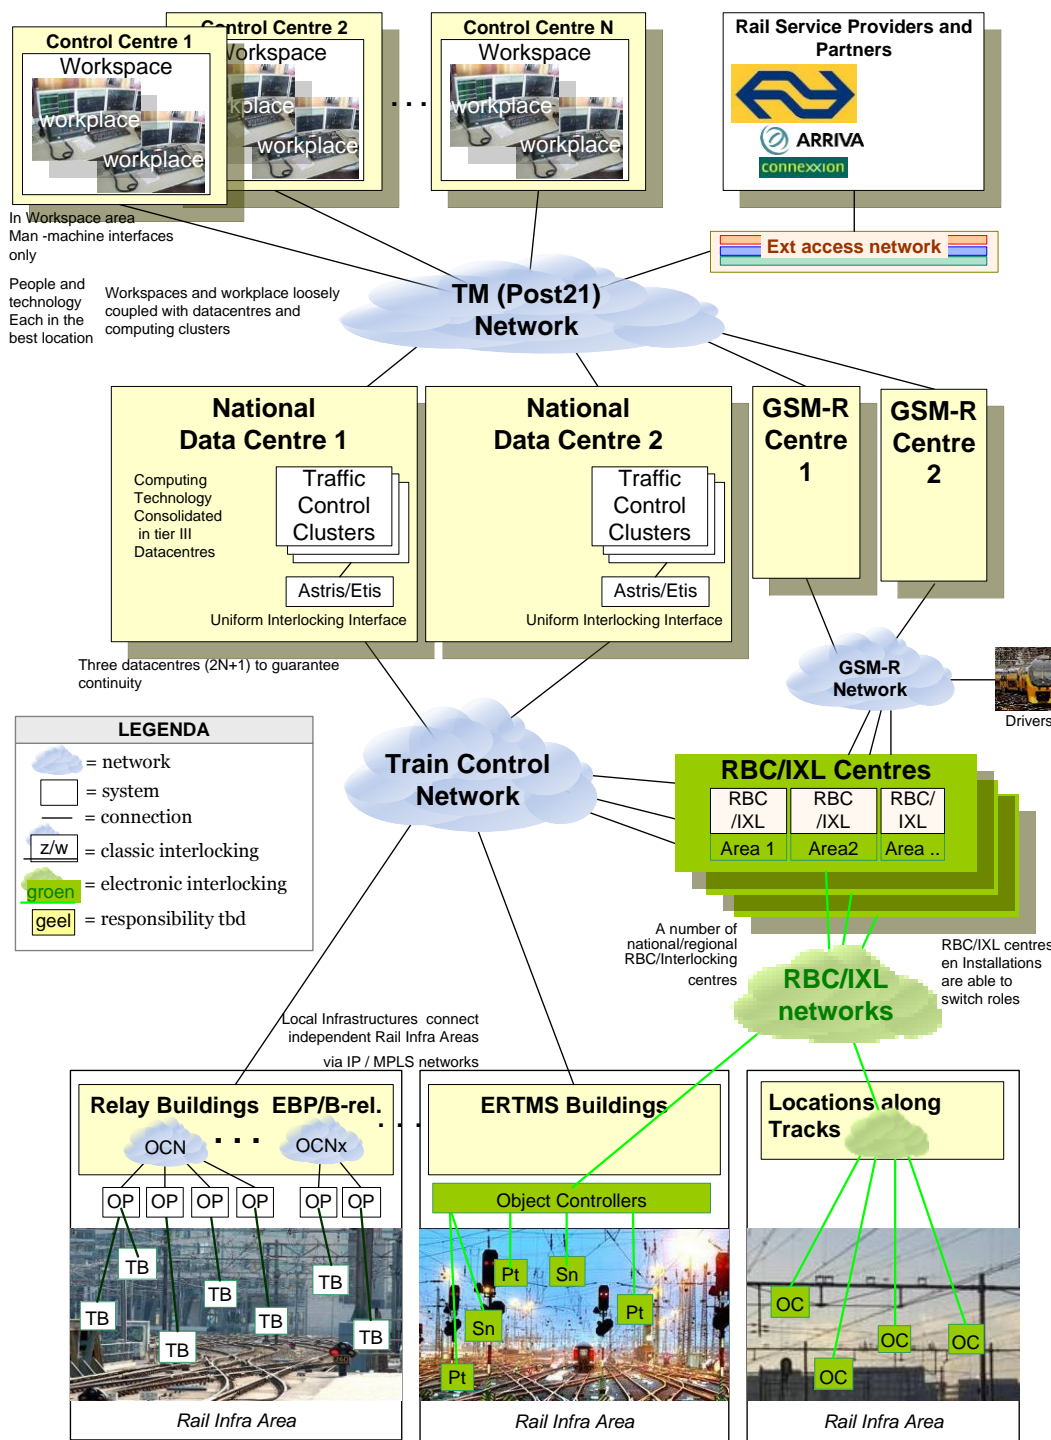 Control Centre 1
Workspace
workplace
workplace
Control Centre 2
Workspace
workplace
workplace
. . .
Control Centre N
Workspace
workplace
workplace
Rail Service Providers and
Partners
ARRIVA
connexxion
In Workspace area
Man -machine interfaces
only
People and
technology
Each in the
best location
Workspaces and workplace loosely
coupled with datacentres and
computing clusters
Ext access network
TM (Post21)
Network
National
Data Centre 1
Computing
Technology
Consolidated
in tier III
Datacentres
Traffic
Control
Clusters
Astris/Etis
Uniform Interlocking Interface
National
Data Centre 2
Traffic
Control
Clusters
Astris/Etis
Uniform Interlocking Interface
GSM-R
Centre
1
GSM-R
Centre
2
Three datacentres (2N+1) to guarantee
continuity
GSM-R
Network
Drivers
LEGENDA
= network
= system
= connection
z/w = classic interlocking
groen = electronic interlocking
geel = responsibility tbd
Train Control
Network
RBC/IXL Centres
RBC
/IXL
Area 1
RBC
/IXL
Area2
RBC/
IXL
Area ..
A number of
national/regional
RBC/Interlocking
centres
RBC/IXL centres
en Installations
are able to
switch roles
RBC/IXL
networks
Local Infrastructures connect
independent Rail Infra Areas
via IP / MPLS networks
Relay Buildings EBP/B-rel.
OCN
. . .
OCNx
. . .
OP OP OP OP OP OP
TB
TB
TB
TB
TB
TB
TB
Rail Infra Area
ERTMS Buildings
Object Controllers
Pt
Sn
Pt
Sn
Pt
Rail Infra Area
Locations along
Tracks
OC
OC
OC
OC
Rail Infra Area